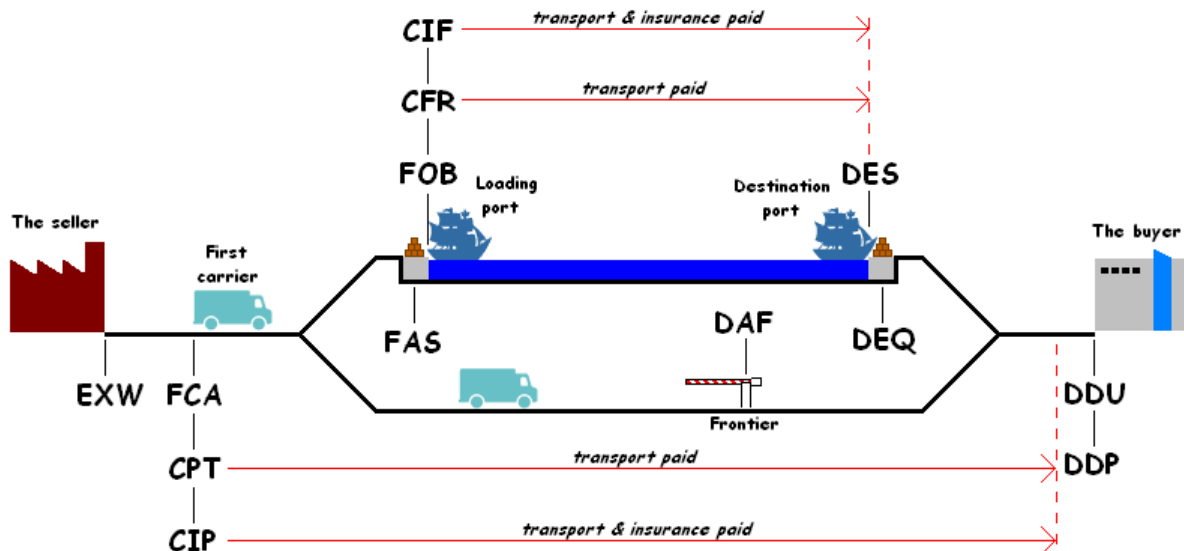 CIF
transport & insurance paid
CFR
transport paid
FOB
Loading
port
Destination
port
DES
The seller
First
carrier
The buyer
FAS
DAF
DEQ
EXW
FCA
Frontier
DDU
CPT
transport paid
DDP
CIP
transport & insurance paid